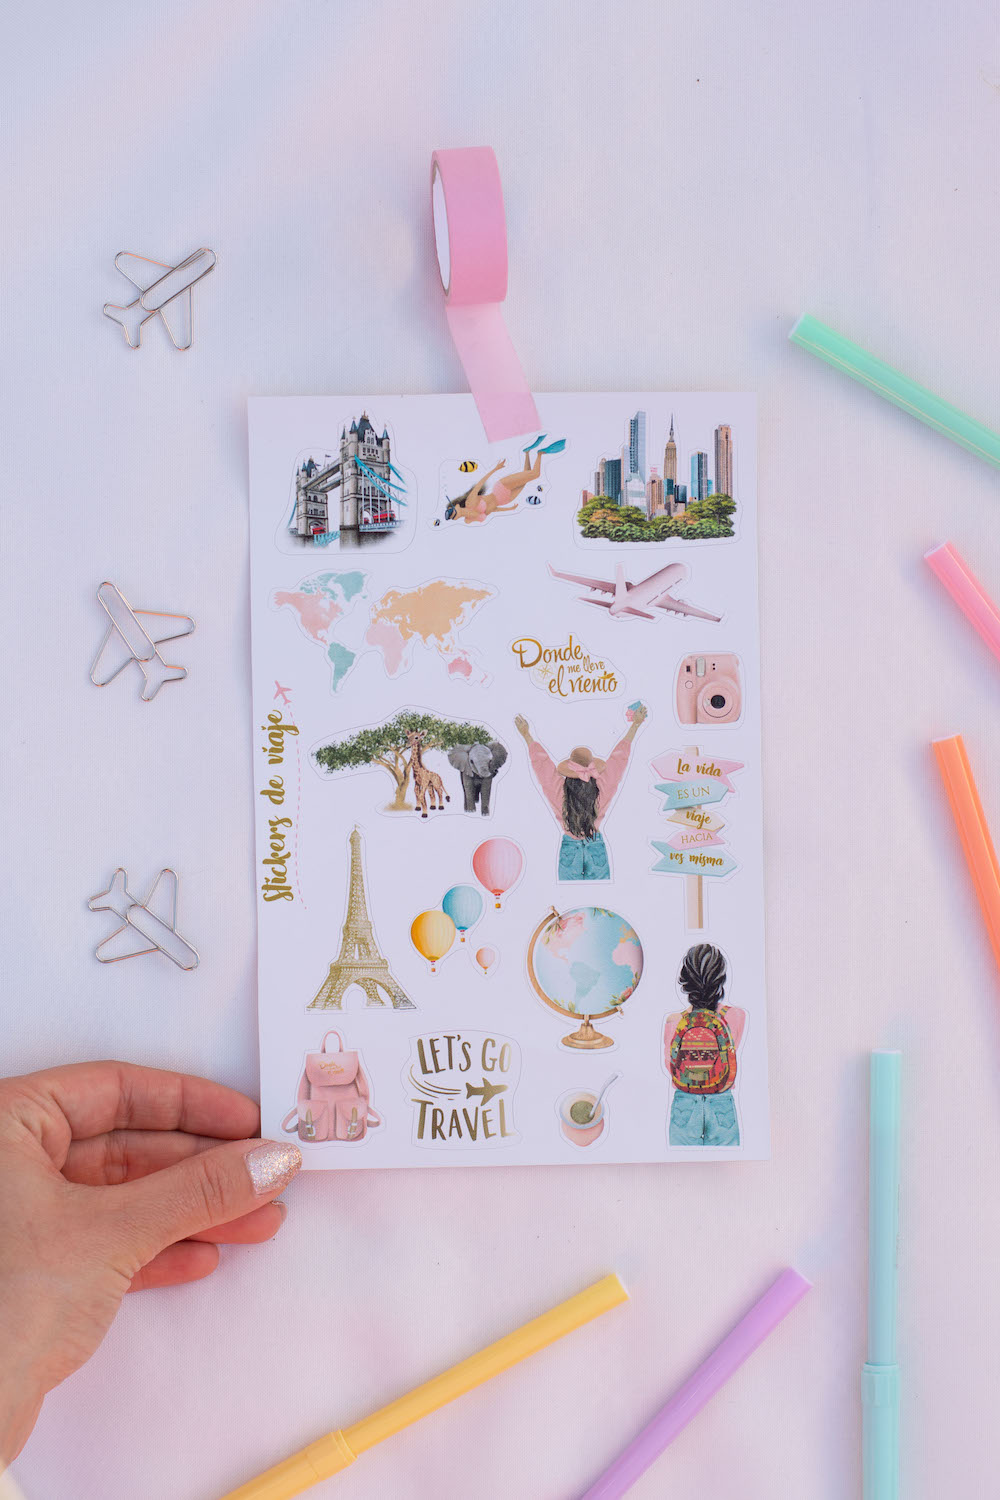 Donde
me lleve
el viento
Stickers de viaje
La vida
ES UN
viaje
HACIA
vos misma
LET'S GO
TRAVEL